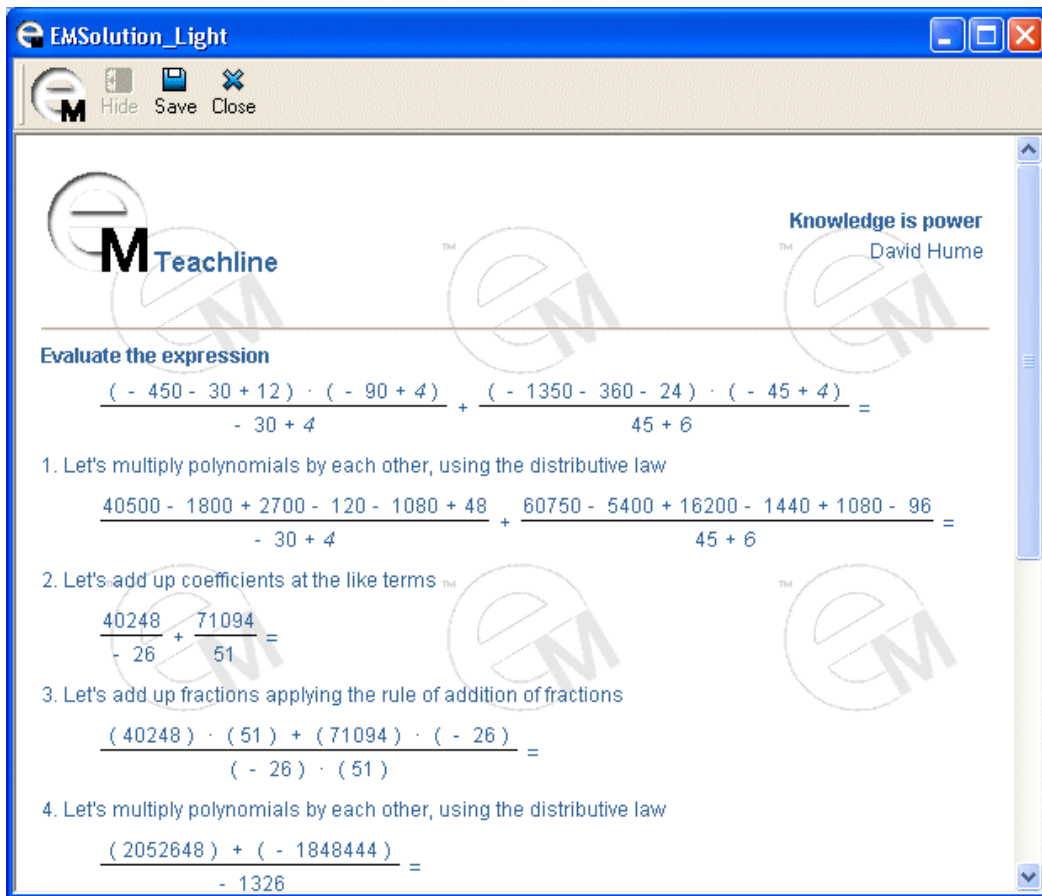 EMSolution_Light
Hide Save Close
eM Teachline
Knowledge is power
David Hume
Evaluate the expression
( - 450 - 30 + 12 ) · ( - 90 + 4 ) / - 30 + 4 + ( - 1350 - 360 - 24 ) · ( - 45 + 4 ) / 45 + 6 =
1. Let's multiply polynomials by each other, using the distributive law
40500 - 1800 + 2700 - 120 - 1080 + 48 / - 30 + 4 + 60750 - 5400 + 16200 - 1440 + 1080 - 96 / 45 + 6 =
2. Let's add up coefficients at the like terms
40248 / - 26 + 71094 / 51 =
3. Let's add up fractions applying the rule of addition of fractions
( 40248 ) · ( 51 ) + ( 71094 ) · ( - 26 ) / ( - 26 ) · ( 51 ) =
4. Let's multiply polynomials by each other, using the distributive law
( 2052648 ) + ( - 1848444 ) / - 1326 =